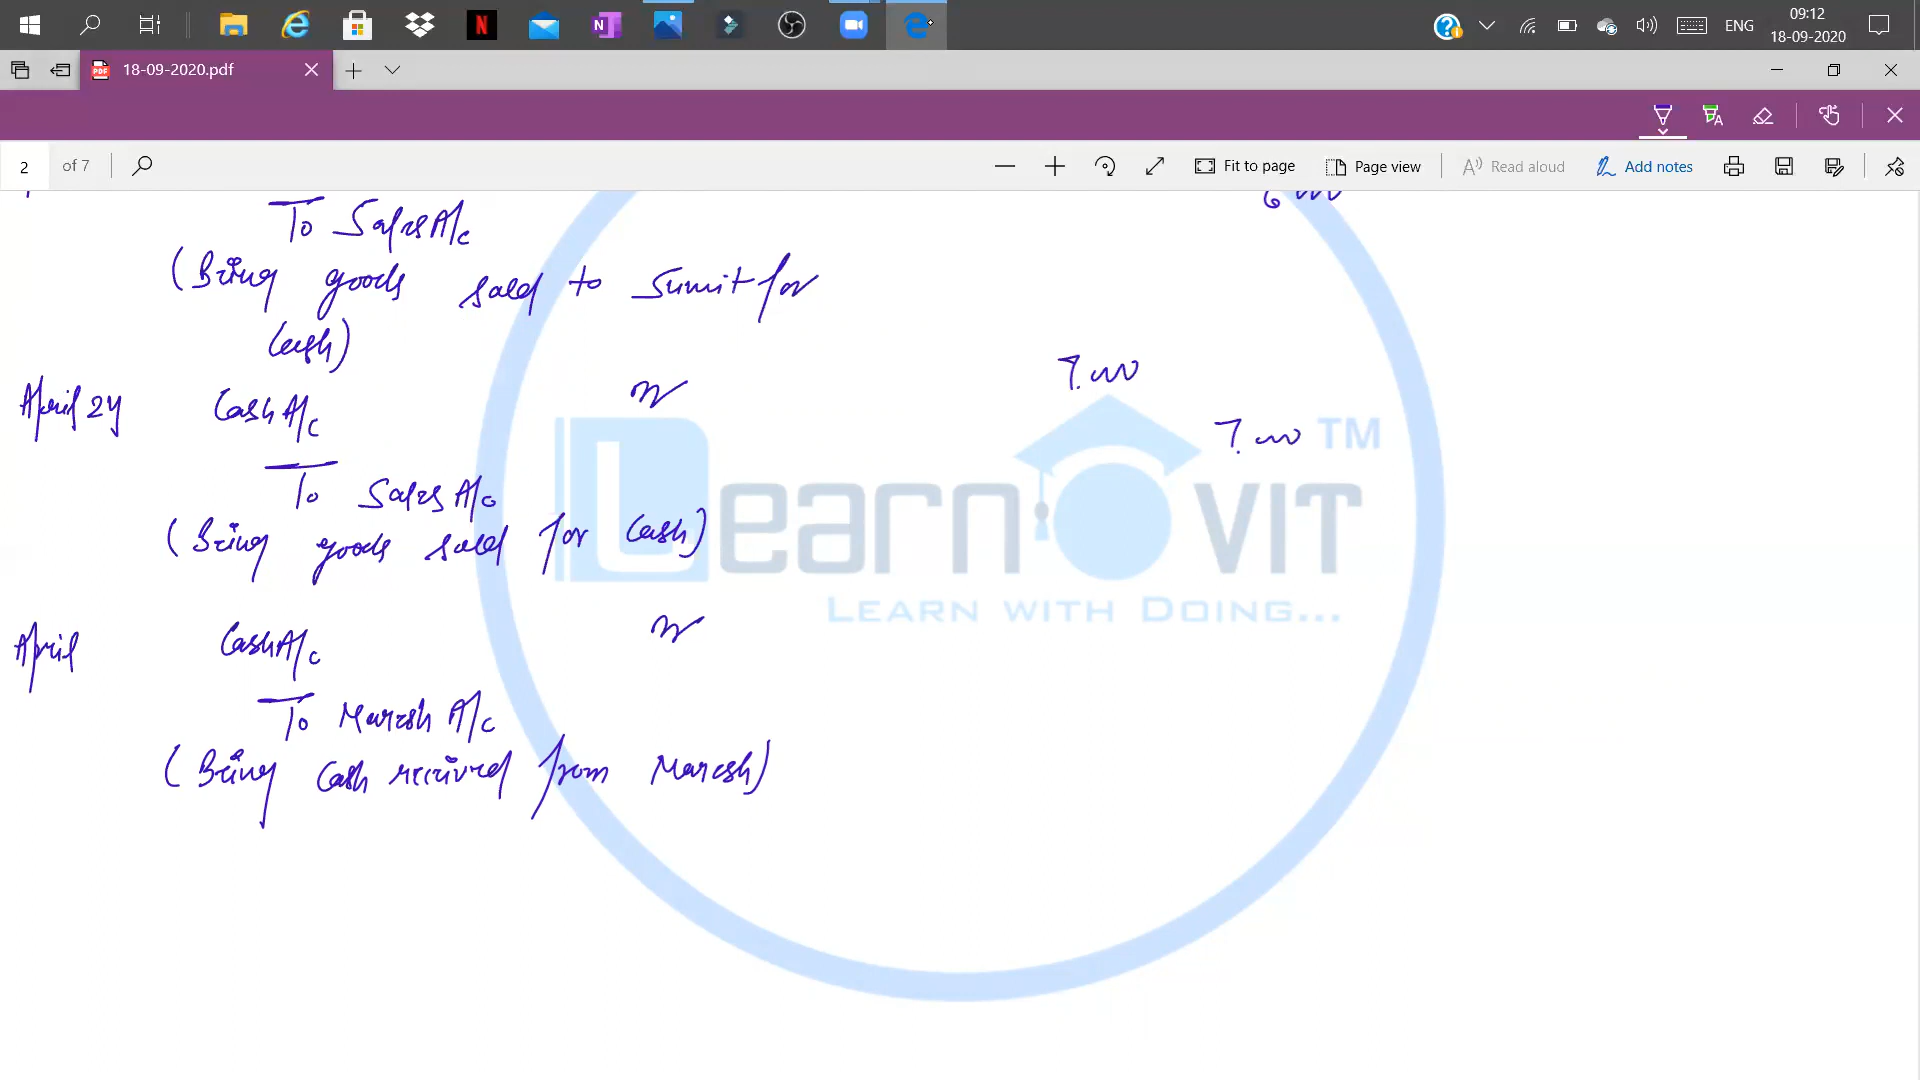 09:12
ENG
18-09-2020
18-09-2020.pdf
2 of 7
Fit to page
Page view
Read aloud
Add notes
To Sales A/c
(Being goods sold to Sumit for
Cash)
April 24 Cash A/c Dr
7,000
To Sales A/c
7,000
(Being goods sold for Cash)
April Cash A/c Dr
To Naresh A/c
(Being Cash received from Naresh)
LearnOvit TM
LEARN WITH DOING...